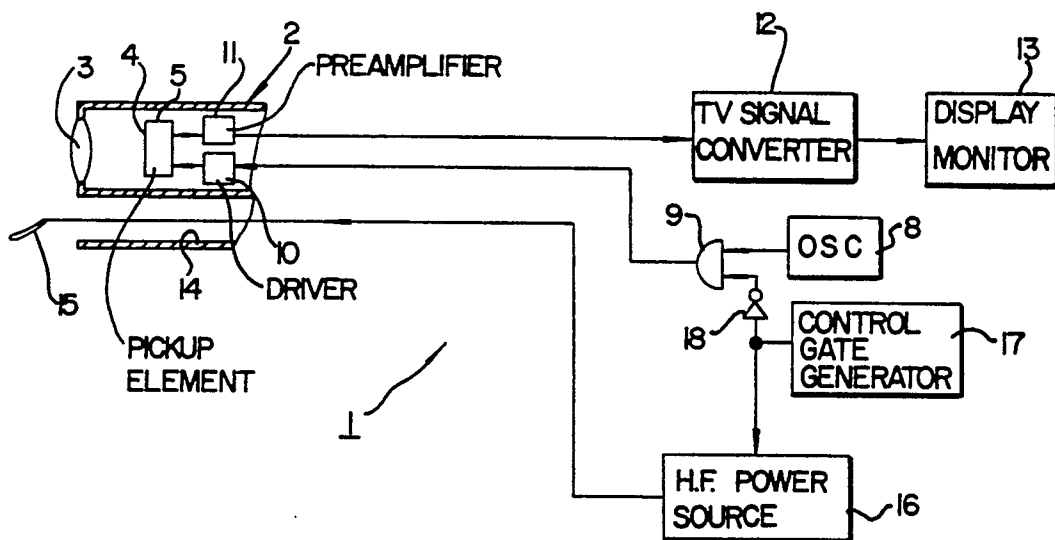 12
13
11
2
4
5
3
PREAMPLIFIER
TV SIGNAL
CONVERTER
DISPLAY
MONITOR
9
OSC
8
15
14
10
DRIVER
18
CONTROL
GATE
GENERATOR
17
PICKUP
ELEMENT
1
H.F. POWER
SOURCE
16